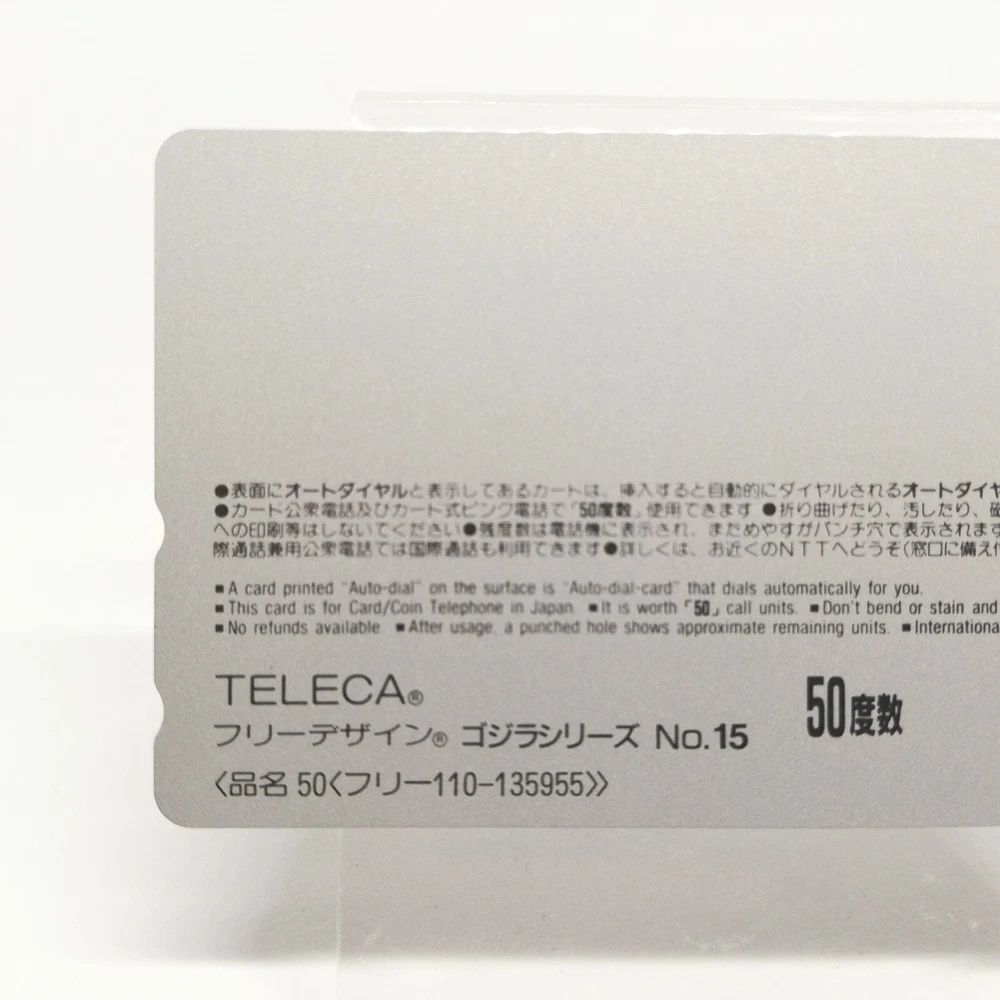 ●表面にオートダイヤルと表示してあるカードは、挿入すると自動的にダイヤルされるオートダイヤ
●カード公衆電話及びカード式ピンク電話で「50度数」使用できます ●折り曲げたり、汚したり、磁
への印刷等はしないでください ●残度数は電話機に表示され、まためやすがパンチ穴で表示されます
際通話兼用公衆電話では国際通話も利用できます ●詳しくは、お近くのNTTへどうぞ(窓口に備え付
■A card printed "Auto-dial" on the surface is "Auto-dial-card" that dials automatically for you.
■This card is for Card/Coin Telephone in Japan. ■It is worth「50」call units. ■Don't bend or stain and
■No refunds available ■After usage, a punched hole shows approximate remaining units. ■Internationa
TELECA®
フリーデザイン® ゴジラシリーズ No.15
50度数
〈品名 50〈フリー110-135955〉〉